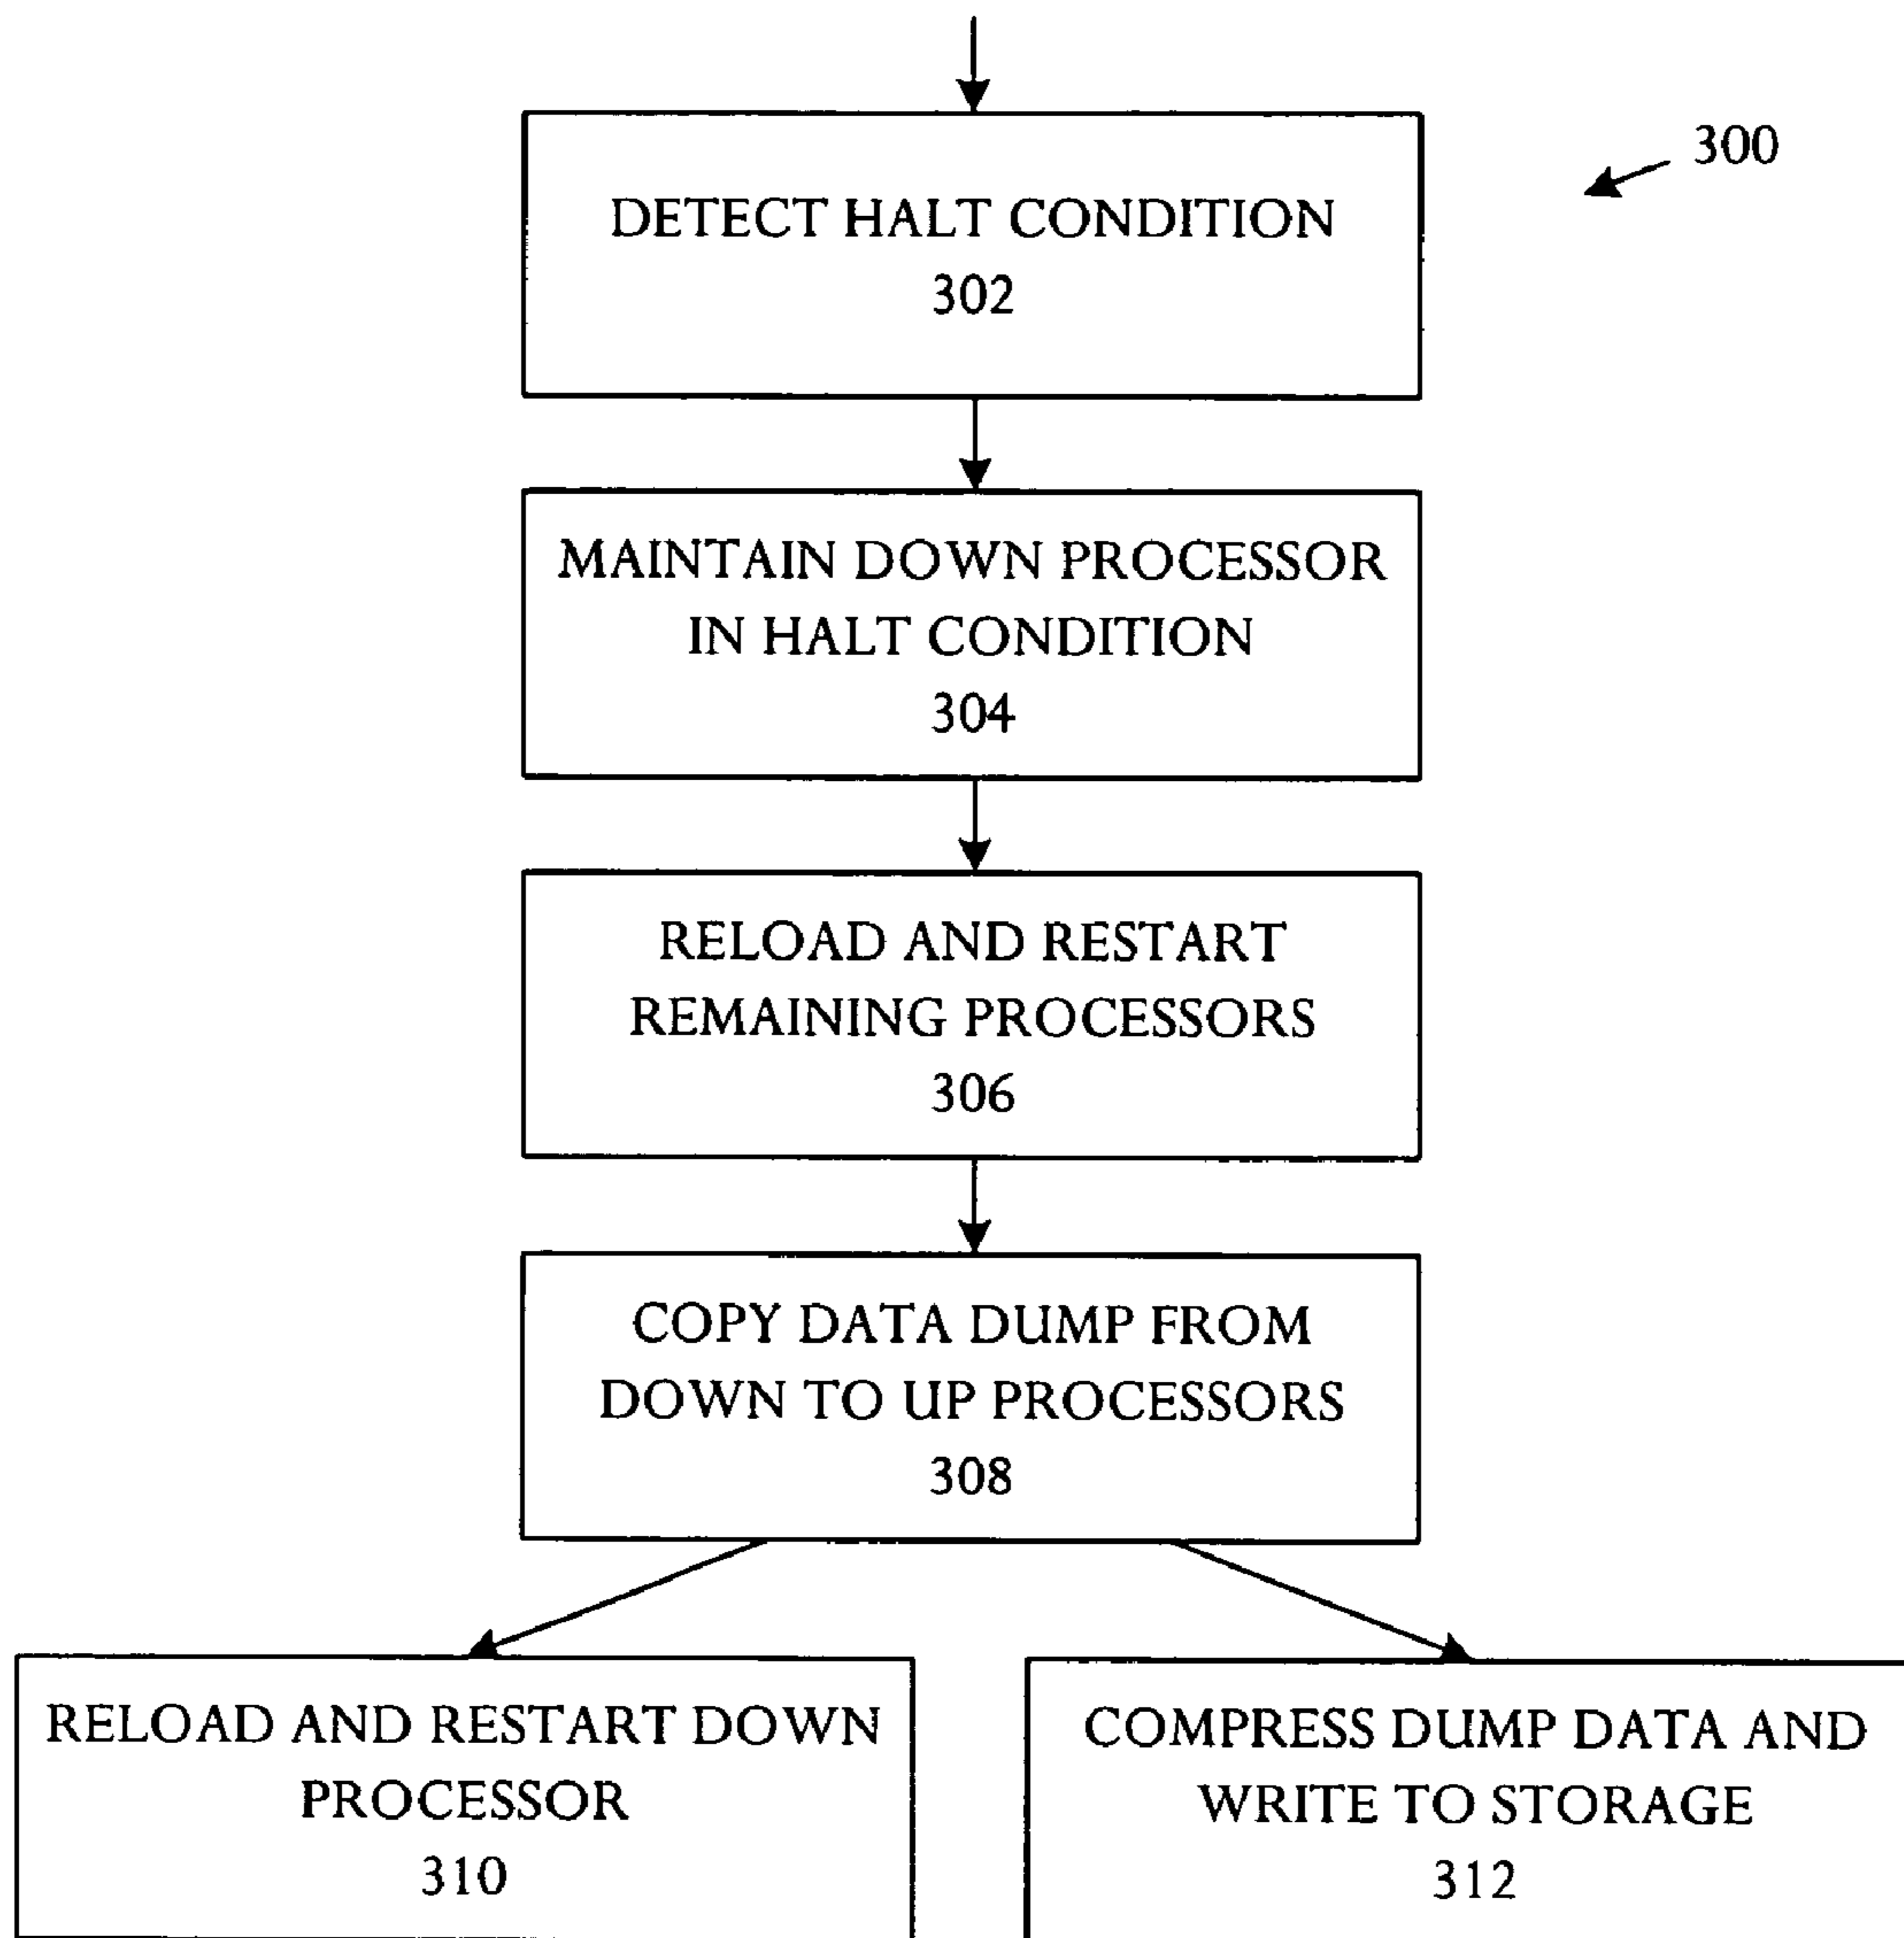 300
DETECT HALT CONDITION
302
MAINTAIN DOWN PROCESSOR
IN HALT CONDITION
304
RELOAD AND RESTART
REMAINING PROCESSORS
306
COPY DATA DUMP FROM
DOWN TO UP PROCESSORS
308
RELOAD AND RESTART DOWN
PROCESSOR
310
COMPRESS DUMP DATA AND
WRITE TO STORAGE
312